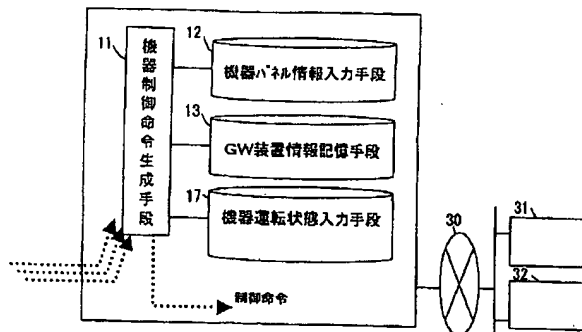 11
機器制御命令生成手段
12
機器パネル情報入力手段
13
GW装置情報記憶手段
17
機器運転状態入力手段
制御命令
30
31
32